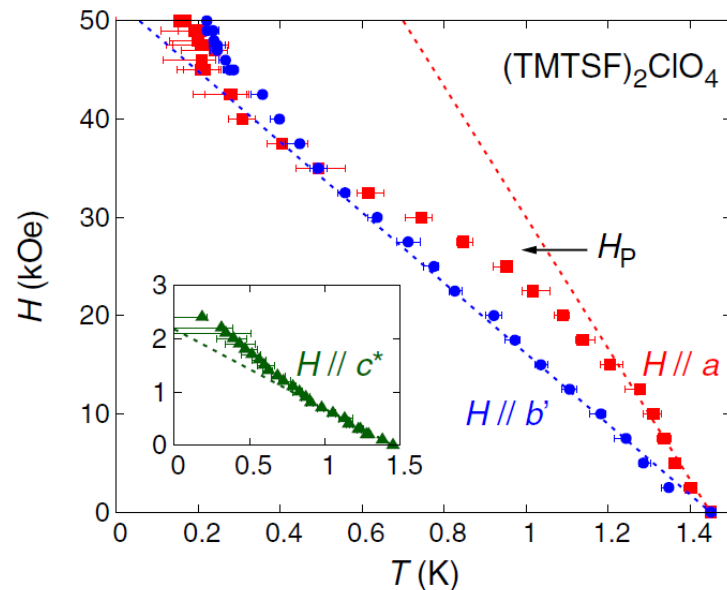 50
40
30
20
10
0
H (kOe)
(TMTSF)₂ClO₄
H_P
H // a
H // b’
3
2
1
0
H // c*
0 0.5 1 1.5
0 0.2 0.4 0.6 0.8 1 1.2 1.4
T (K)